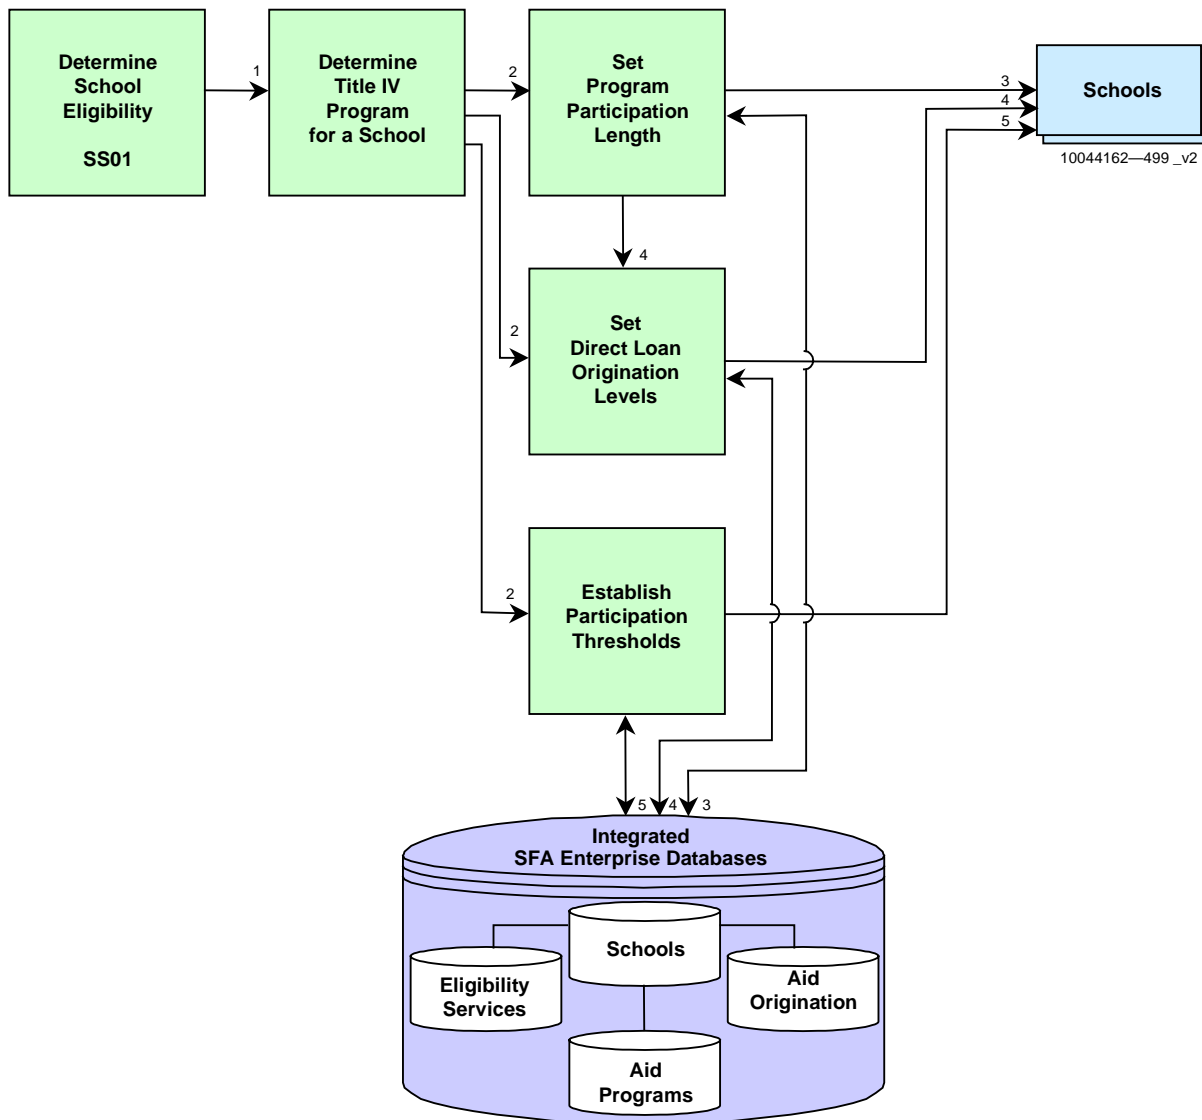 Determine
School
Eligibility
SS01
1
Determine
Title IV
Program
for a School
2
Set
Program
Participation
Length
3
4
5
Schools
10044162—499 _v2
4
2
Set
Direct Loan
Origination
Levels
2
Establish
Participation
Thresholds
5
4
3
Integrated
SFA Enterprise Databases
Schools
Eligibility
Services
Aid
Origination
Aid
Programs